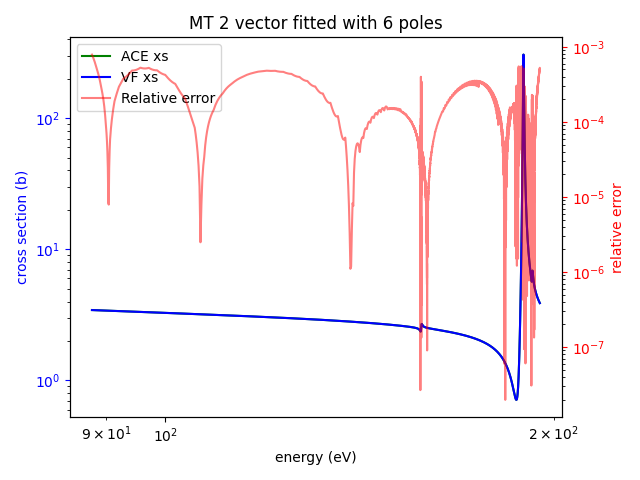 MT 2 vector fitted with 6 poles
ACE xs
VF xs
Relative error
cross section (b)
10²
10¹
10⁰
10⁻³
10⁻⁴
10⁻⁵
10⁻⁶
10⁻⁷
relative error
9 × 10¹
10²
2 × 10²
energy (eV)